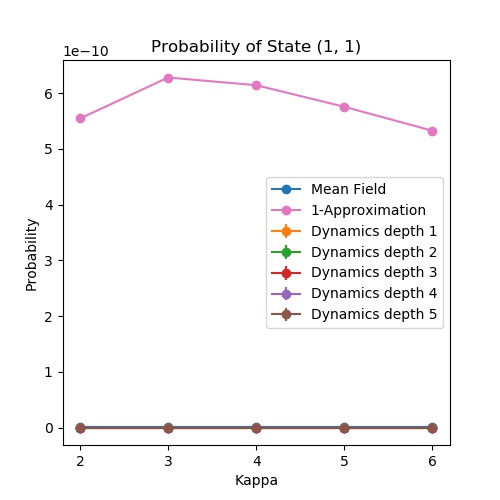 Probability of State (1, 1)
1e−10
6
5
4
3
2
1
0
Probability
Mean Field
1-Approximation
Dynamics depth 1
Dynamics depth 2
Dynamics depth 3
Dynamics depth 4
Dynamics depth 5
2 3 4 5 6
Kappa